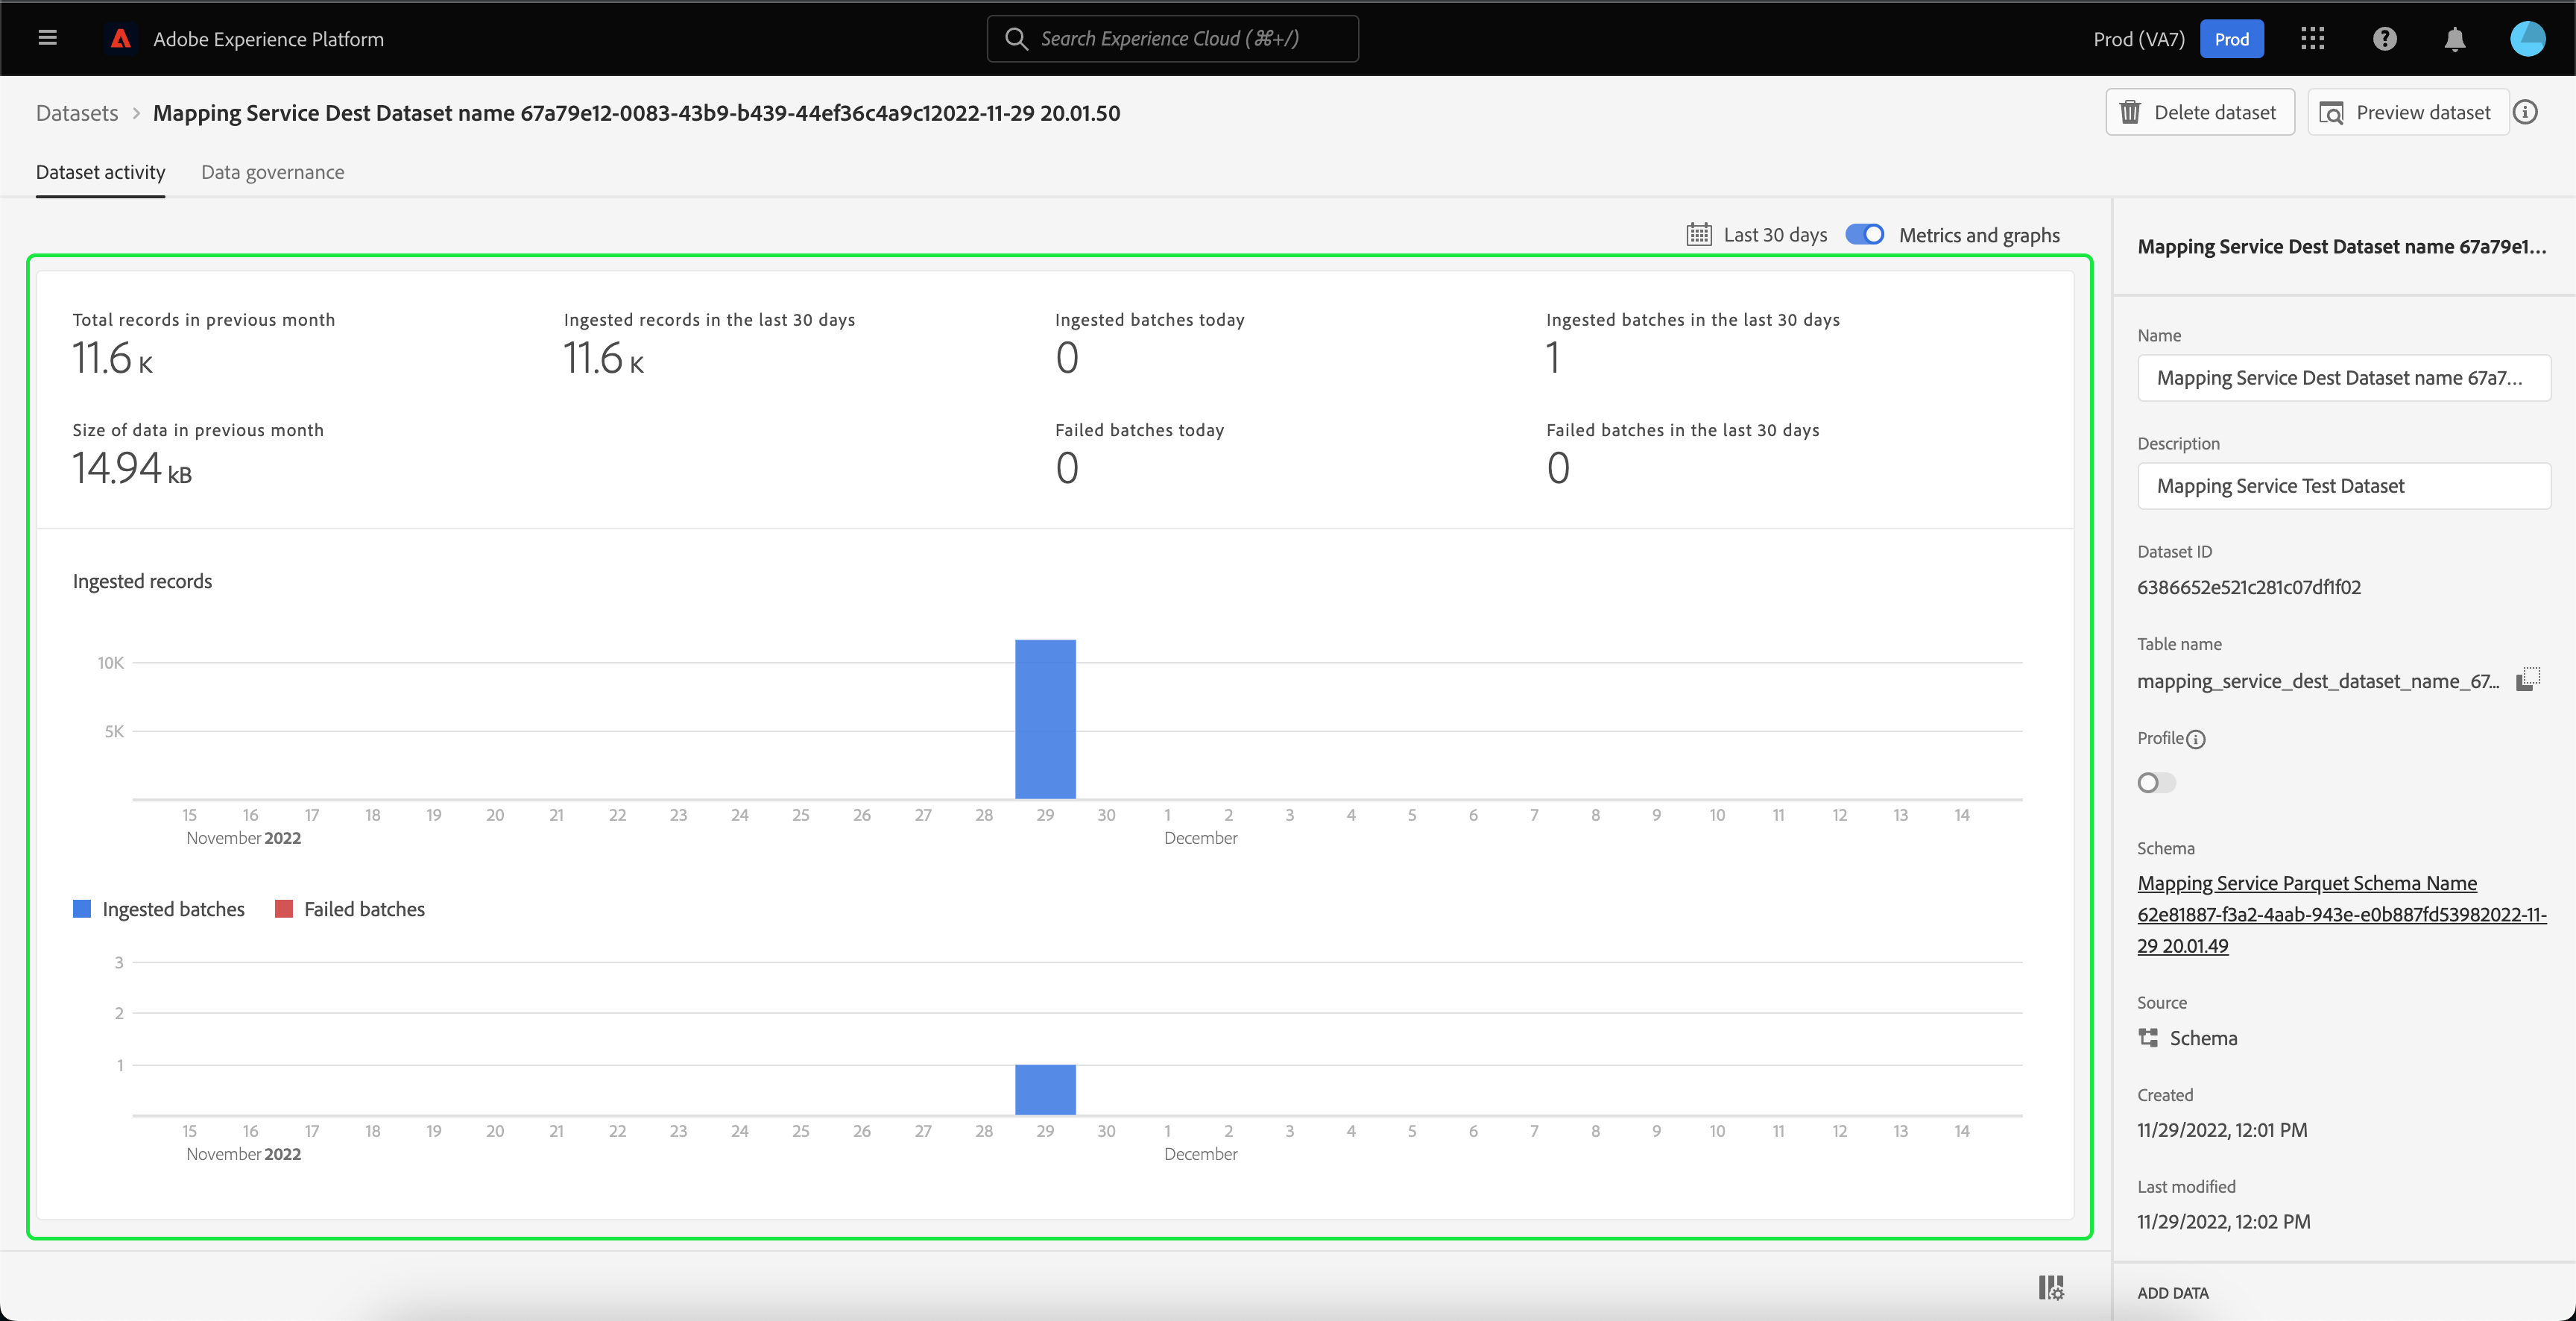 Adobe Experience Platform
Search Experience Cloud (⌘+/)
Prod (VA7)
Prod
Datasets > Mapping Service Dest Dataset name 67a79e12-0083-43b9-b439-44ef36c4a9c12022-11-29 20.01.50
Delete dataset
Preview dataset
Dataset activity
Data governance
Last 30 days
Metrics and graphs
Total records in previous month
11.6 K
Ingested records in the last 30 days
11.6 K
Ingested batches today
0
Ingested batches in the last 30 days
1
Size of data in previous month
14.94 kB
Failed batches today
0
Failed batches in the last 30 days
0
Ingested records
10K
5K
15 16 17 18 19 20 21 22 23 24 25 26 27 28 29 30 1 2 3 4 5 6 7 8 9 10 11 12 13 14
November 2022 December
Ingested batches Failed batches
3
2
1
15 16 17 18 19 20 21 22 23 24 25 26 27 28 29 30 1 2 3 4 5 6 7 8 9 10 11 12 13 14
November 2022 December
Mapping Service Dest Dataset name 67a79e1...
Name
Mapping Service Dest Dataset name 67a7...
Description
Mapping Service Test Dataset
Dataset ID
6386652e521c281c07df1f02
Table name
mapping_service_dest_dataset_name_67...
Profile
Schema
Mapping Service Parquet Schema Name
62e81887-f3a2-4aab-943e-e0b887fd53982022-11-
29 20.01.49
Source
Schema
Created
11/29/2022, 12:01 PM
Last modified
11/29/2022, 12:02 PM
ADD DATA